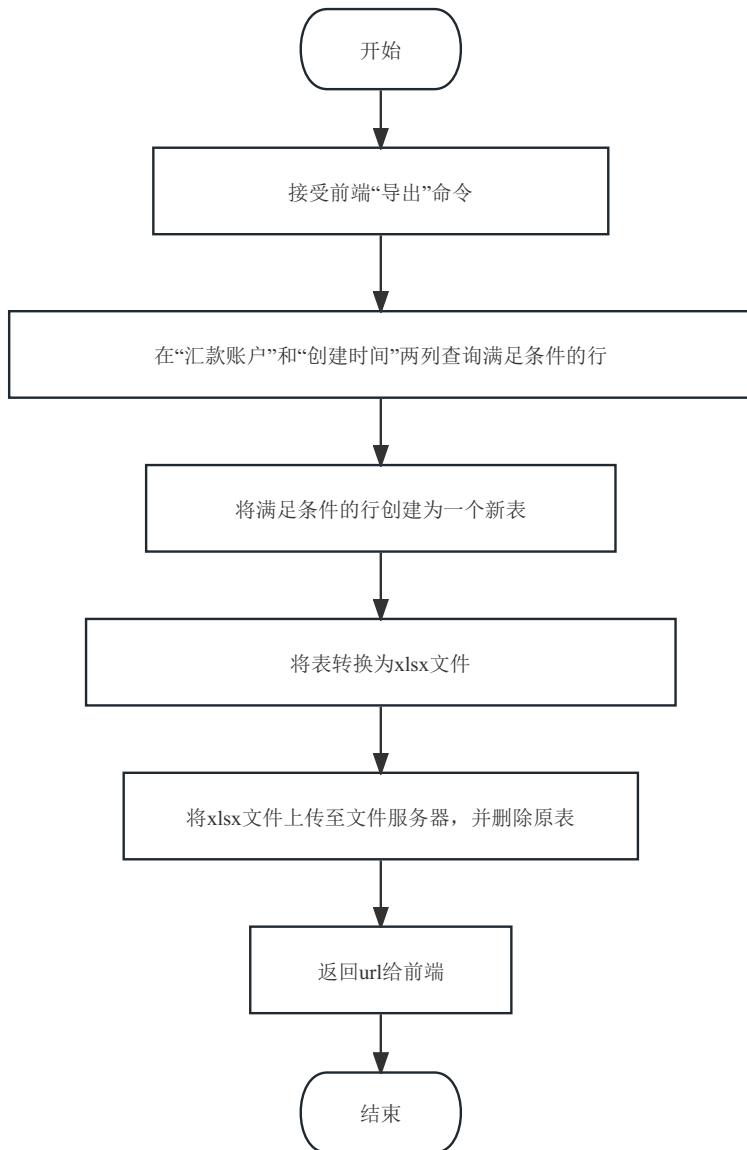 开始
接受前端“导出”命令
在“汇款账户”和“创建时间”两列查询满足条件的行
将满足条件的行创建为一个新表
将表转换为xlsx文件
将xlsx文件上传至文件服务器，并删除原表
返回url给前端
结束